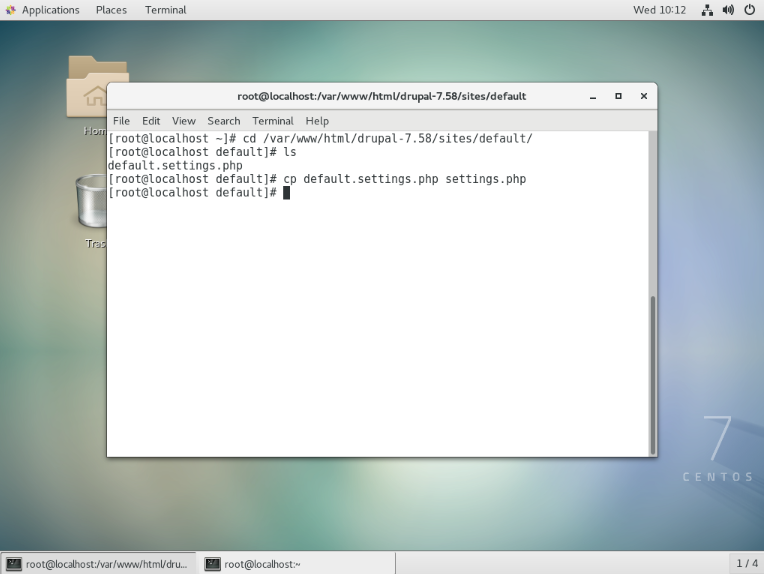 Applications Places Terminal Wed 10:12
root@localhost:/var/www/html/drupal-7.58/sites/default
File Edit View Search Terminal Help
[root@localhost ~]# cd /var/www/html/drupal-7.58/sites/default/
[root@localhost default]# ls
default.settings.php
[root@localhost default]# cp default.settings.php settings.php
[root@localhost default]#
7
CENTOS
root@localhost:/var/www/html/dru... root@localhost:~ 1 / 4